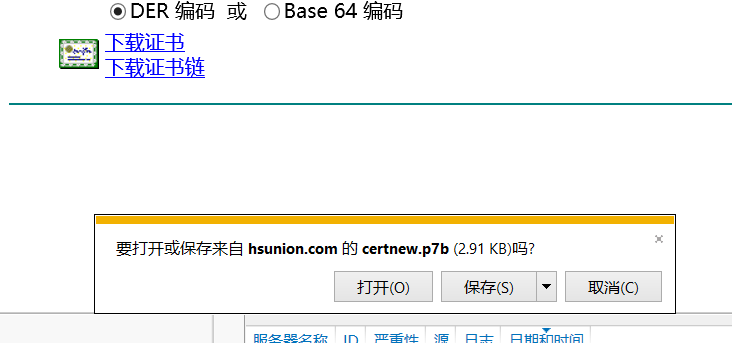 DER 编码 或 Base 64 编码
下载证书
下载证书链
要打开或保存来自 hsunion.com 的 certnew.p7b (2.91 KB)吗?
打开(O) 保存(S) 取消(C)
服务器名称 ID 严重性 源 日志 日期和时间